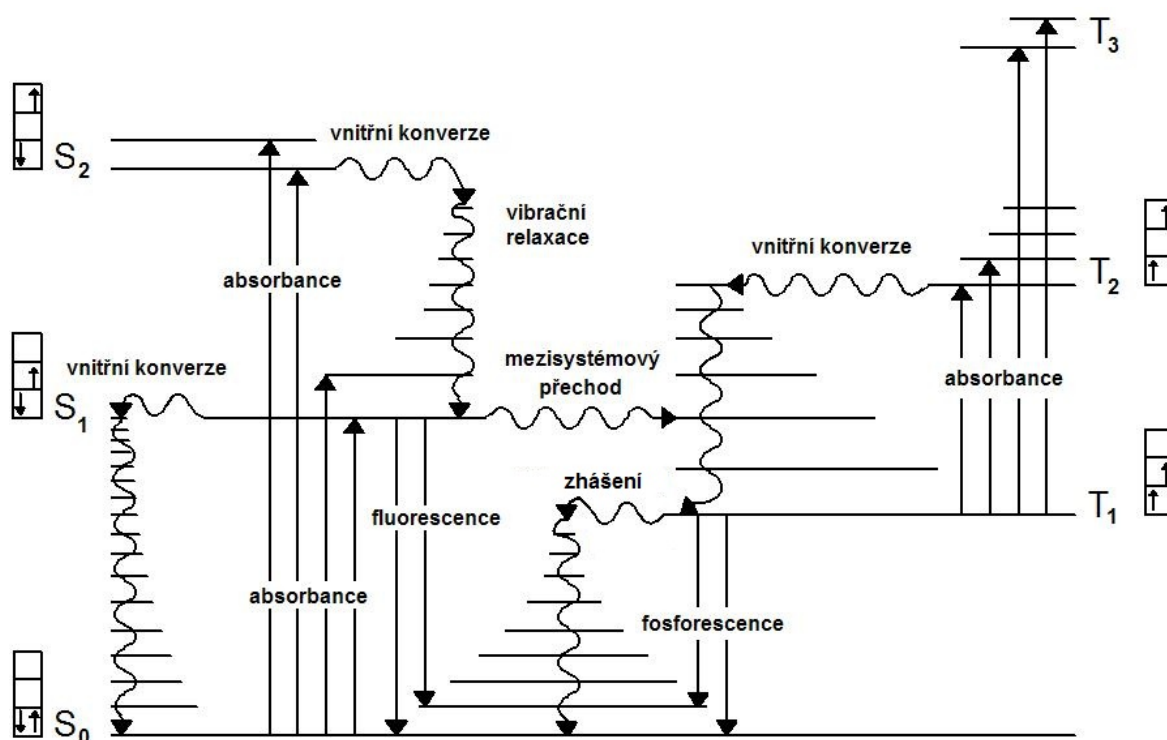 T3
vnitřní konverze
S2
vibrační
relaxace
vnitřní konverze
absorbance
T2
mezisystémový
přechod
vnitřní konverze
absorbance
S1
zhášení
T1
fluorescence
absorbance
fosforescence
S0